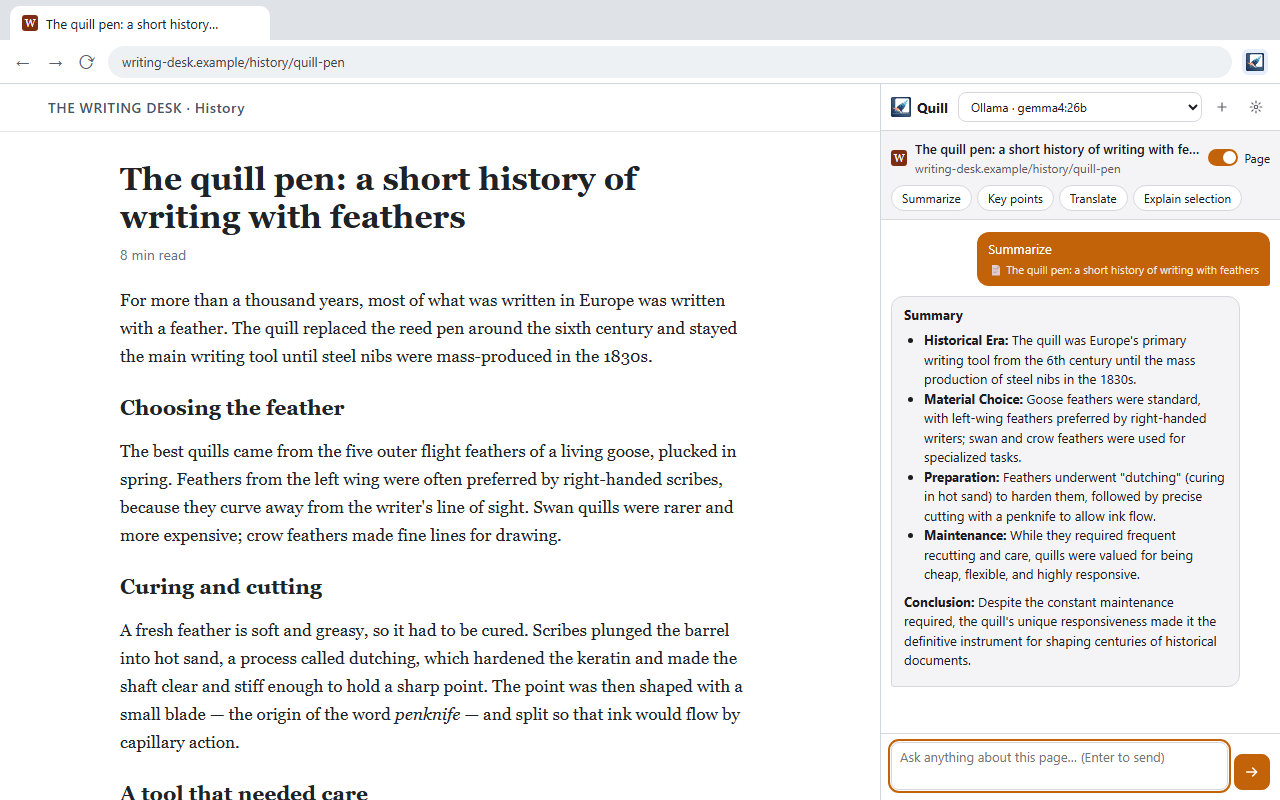 The quill pen: a short history...
writing-desk.example/history/quill-pen
THE WRITING DESK · History
The quill pen: a short history of
writing with feathers
8 min read
For more than a thousand years, most of what was written in Europe was written
with a feather. The quill replaced the reed pen around the sixth century and stayed
the main writing tool until steel nibs were mass-produced in the 1830s.
Choosing the feather
The best quills came from the five outer flight feathers of a living goose, plucked in
spring. Feathers from the left wing were often preferred by right-handed scribes,
because they curve away from the writer's line of sight. Swan quills were rarer and
more expensive; crow feathers made fine lines for drawing.
Curing and cutting
A fresh feather is soft and greasy, so it had to be cured. Scribes plunged the barrel
into hot sand, a process called dutching, which hardened the keratin and made the
shaft clear and stiff enough to hold a sharp point. The point was then shaped with a
small blade — the origin of the word penknife — and split so that ink would flow by
capillary action.
A tool that needed care
Quill
Ollama · gemma4:26b
W
The quill pen: a short history of writing with fe...
writing-desk.example/history/quill-pen
Page
Summarize
Key points
Translate
Explain selection
Summarize
The quill pen: a short history of writing with feathers
Summary
• Historical Era: The quill was Europe's primary
writing tool from the 6th century until the mass
production of steel nibs in the 1830s.
• Material Choice: Goose feathers were standard,
with left-wing feathers preferred by right-handed
writers; swan and crow feathers were used for
specialized tasks.
• Preparation: Feathers underwent "dutching" (curing
in hot sand) to harden them, followed by precise
cutting with a penknife to allow ink flow.
• Maintenance: While they required frequent
recutting and care, quills were valued for being
cheap, flexible, and highly responsive.
Conclusion: Despite the constant maintenance
required, the quill's unique responsiveness made it the
definitive instrument for shaping centuries of historical
documents.
Ask anything about this page... (Enter to send)